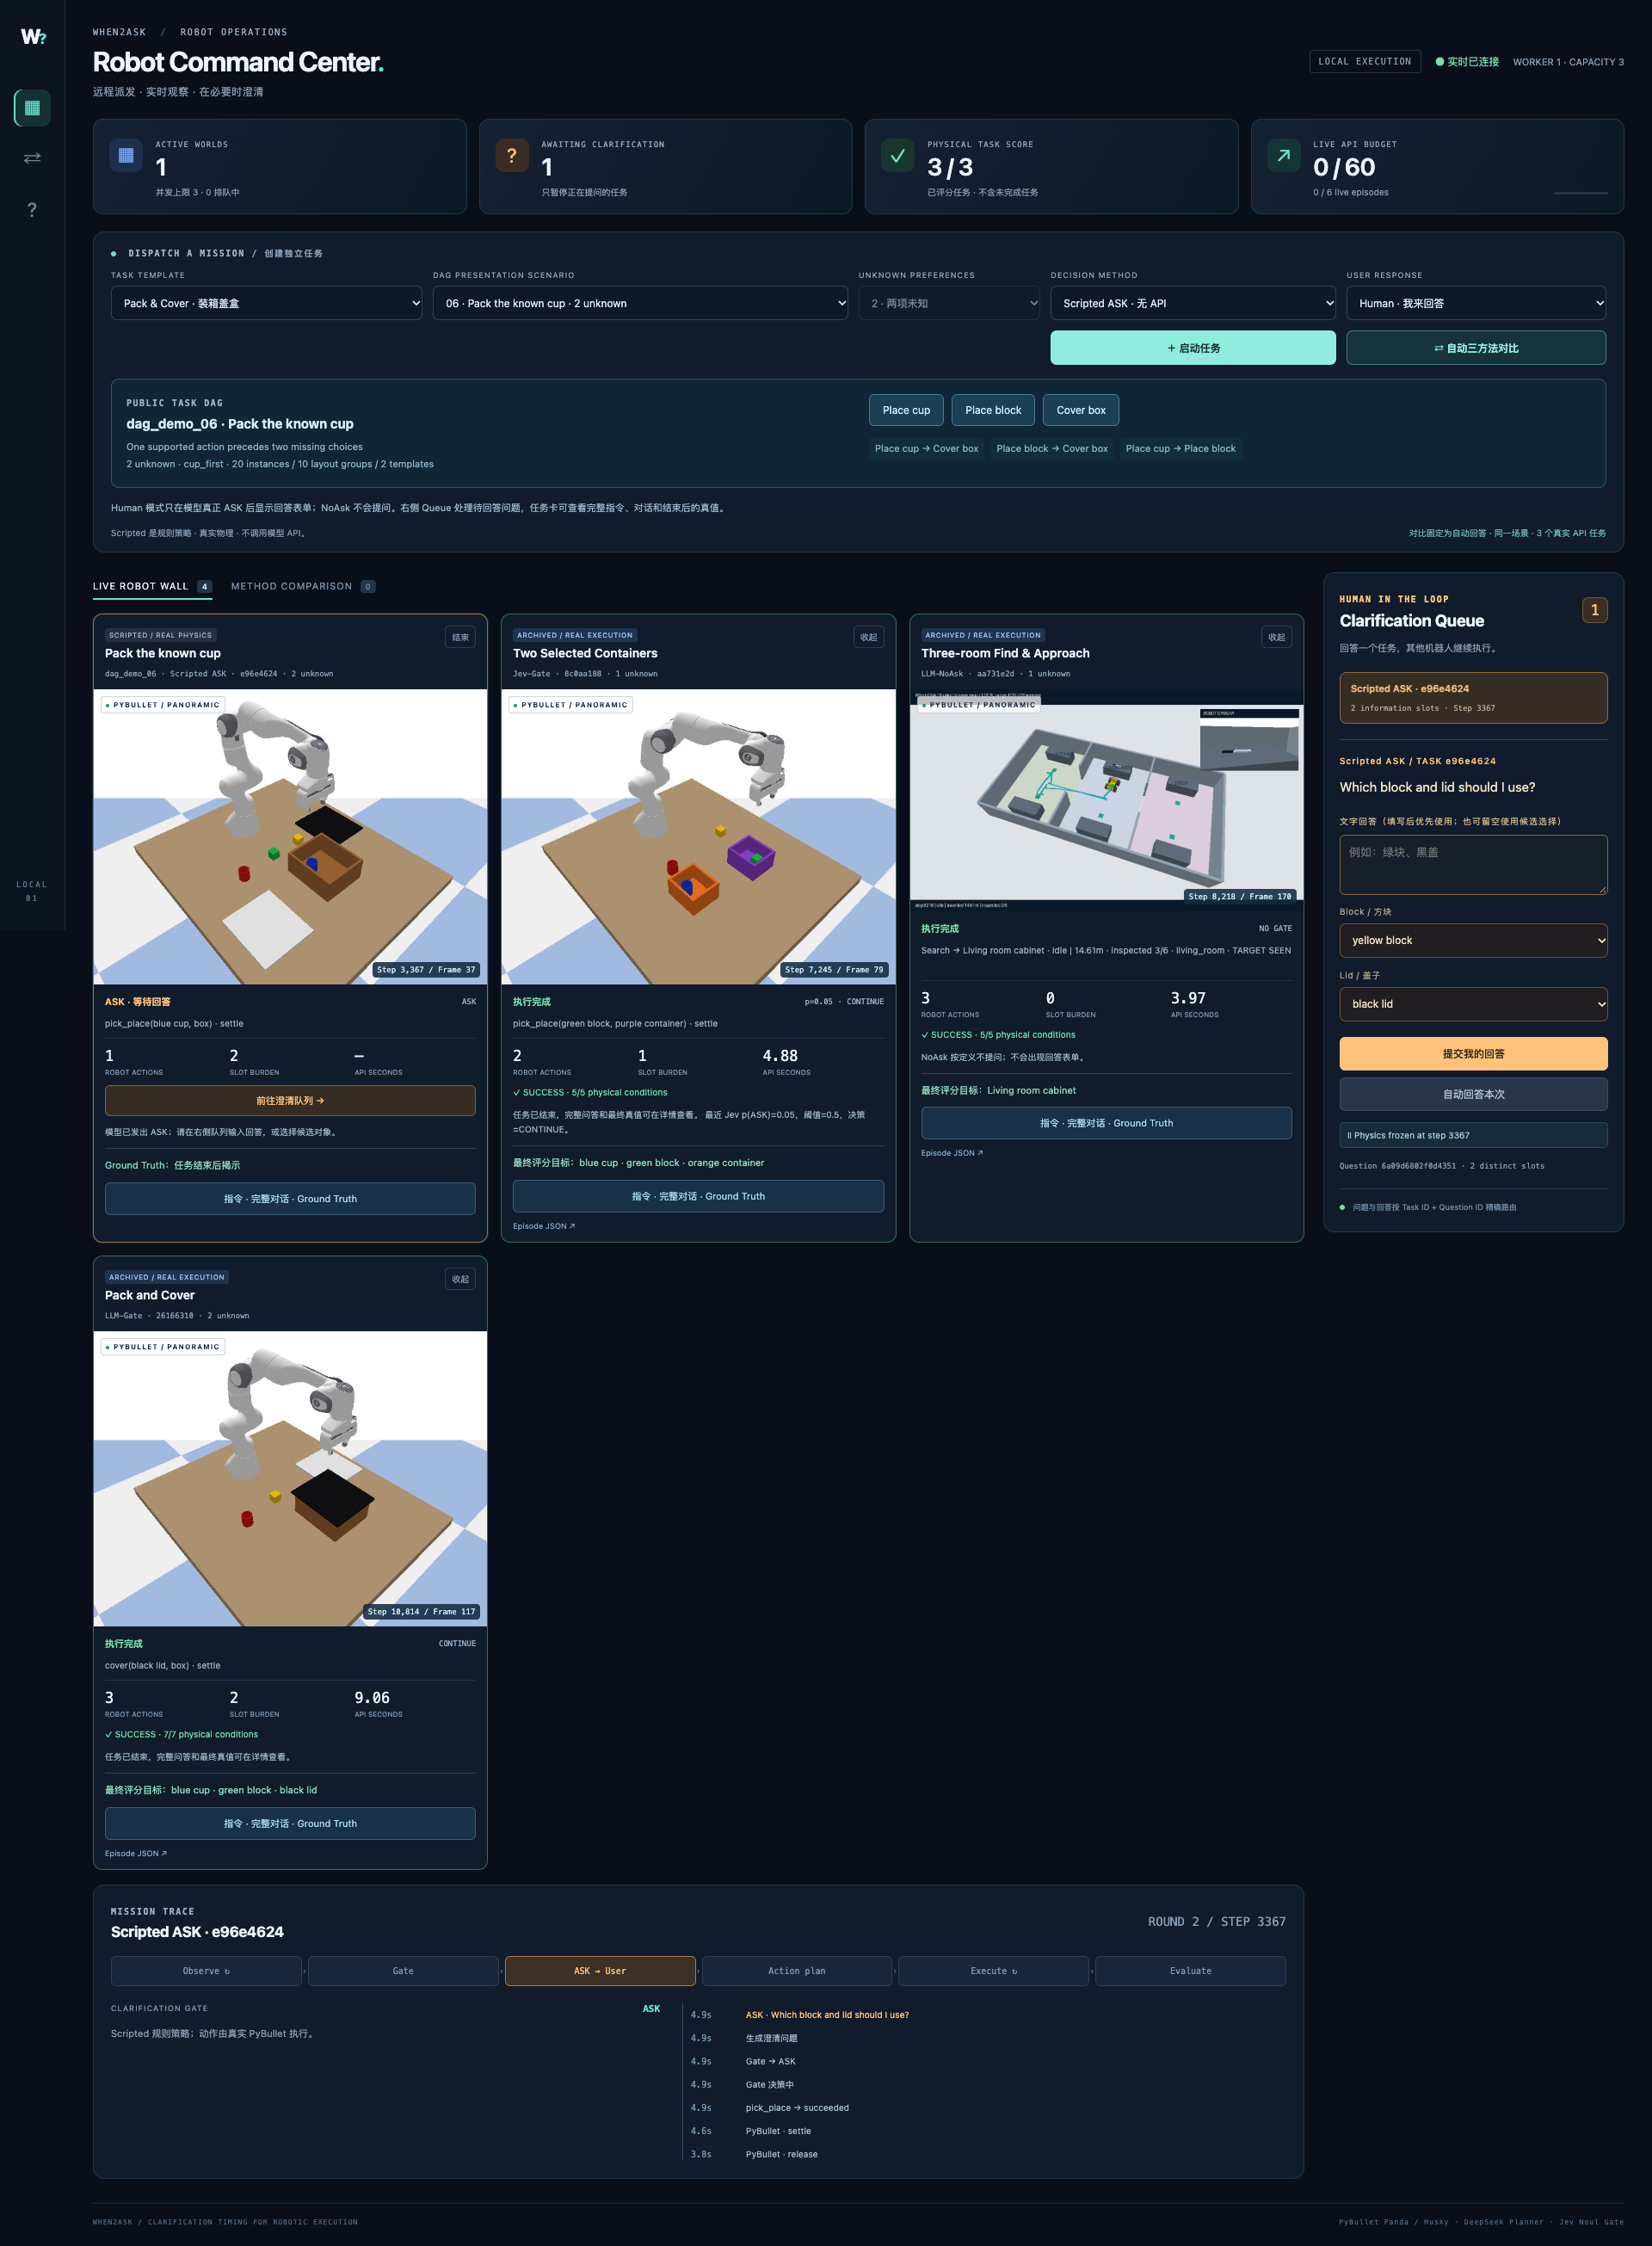 W?
WHEN2ASK / ROBOT OPERATIONS
Robot Command Center.
远程派发 · 实时观察 · 在必要时澄清
LOCAL EXECUTION
实时已连接
WORKER 1 · CAPACITY 3
ACTIVE WORLDS
1
并发上限 3 · 0 排队中
?
AWAITING CLARIFICATION
1
只暂停正在提问的任务
PHYSICAL TASK SCORE
3/3
已评分任务 · 不含未完成任务
LIVE API BUDGET
0/60
0 / 6 live episodes
?
LOCAL
01
DISPATCH A MISSION / 创建独立任务
TASK TEMPLATE
Pack & Cover · 装箱盖盒
DAG PRESENTATION SCENARIO
06 · Pack the known cup · 2 unknown
UNKNOWN PREFERENCES
2 · 两项未知
DECISION METHOD
Scripted ASK · 无 API
USER RESPONSE
Human · 我来回答
+ 启动任务
⇄ 自动三方法对比
PUBLIC TASK DAG
dag_demo_06 · Pack the known cup
One supported action precedes two missing choices
2 unknown · cup_first · 20 instances / 10 layout groups / 2 templates
Place cup
Place block
Cover box
Place cup → Cover box
Place block → Cover box
Place cup → Place block
Human 模式只在模型真正 ASK 后显示回答表单；NoAsk 不会提问。右侧 Queue 处理待回答问题，任务卡可查看完整指令、对话和结束后的真值。
Scripted 是规则策略 · 真实物理 · 不调用模型 API。
对比固定为自动回答 · 同一场景 · 3 个真实 API 任务
LIVE ROBOT WALL 4
METHOD COMPARISON 0
SCRIPTED / REAL PHYSICS
结束
Pack the known cup
dag_demo_06 · Scripted ASK · e96e4624 · 2 unknown
PYBULLET / PANORAMIC
Step 3,367 / Frame 37
ASK · 等待回答
ASK
pick_place(blue cup, box) · settle
1
ROBOT ACTIONS
2
SLOT BURDEN
—
API SECONDS
前往澄清队列 →
模型已发出 ASK；请在右侧队列输入回答，或选择候选对象。
Ground Truth：任务结束后揭示
指令 · 完整对话 · Ground Truth
ARCHIVED / REAL EXECUTION
收起
Two Selected Containers
Jev-Gate · 8c0aa188 · 1 unknown
PYBULLET / PANORAMIC
Step 7,245 / Frame 79
执行完成
p=0.05 · CONTINUE
pick_place(green block, purple container) · settle
2
ROBOT ACTIONS
1
SLOT BURDEN
4.88
API SECONDS
✓ SUCCESS · 5/5 physical conditions
任务已结束，完整问答和最终真值可在详情查看。 最近 Jev p(ASK)=0.05，阈值=0.5，决策
=CONTINUE。
最终评分目标：blue cup · green block · orange container
指令 · 完整对话 · Ground Truth
Episode JSON ↗
ARCHIVED / REAL EXECUTION
收起
Three-room Find & Approach
LLM-NoAsk · aa731e2d · 1 unknown
PYBULLET / PANORAMIC
Step 8,218 / Frame 170
执行完成
NO GATE
Search → Living room cabinet · idle | 14.61m · inspected 3/6 · living_room · TARGET SEEN
3
ROBOT ACTIONS
0
SLOT BURDEN
3.97
API SECONDS
✓ SUCCESS · 5/5 physical conditions
NoAsk 按定义不提问；不会出现回答表单。
最终评分目标：Living room cabinet
指令 · 完整对话 · Ground Truth
Episode JSON ↗
HUMAN IN THE LOOP
Clarification Queue
1
回答一个任务，其他机器人继续执行。
Scripted ASK · e96e4624
2 information slots · Step 3367
Scripted ASK / TASK e96e4624
Which block and lid should I use?
文字回答（填写后优先使用；也可留空使用候选选择）
例如：绿块、黑盖
Block / 方块
yellow block
Lid / 盖子
black lid
提交我的回答
自动回答本次
Ⅱ Physics frozen at step 3367
Question 6a09d6802f0d4351 · 2 distinct slots
问题与回答按 Task ID + Question ID 精确路由
ARCHIVED / REAL EXECUTION
收起
Pack and Cover
LLM-Gate · 26166310 · 2 unknown
PYBULLET / PANORAMIC
Step 10,814 / Frame 117
执行完成
CONTINUE
cover(black lid, box) · settle
3
ROBOT ACTIONS
2
SLOT BURDEN
9.06
API SECONDS
✓ SUCCESS · 7/7 physical conditions
任务已结束，完整问答和最终真值可在详情查看。
最终评分目标：blue cup · green block · black lid
指令 · 完整对话 · Ground Truth
Episode JSON ↗
MISSION TRACE
Scripted ASK · e96e4624
ROUND 2 / STEP 3367
Observe ↻
Gate
ASK → User
Action plan
Execute ↻
Evaluate
CLARIFICATION GATE
ASK
Scripted 规则策略；动作由真实 PyBullet 执行。
4.9s ASK · Which block and lid should I use?
4.9s 生成澄清问题
4.9s Gate → ASK
4.9s Gate 决策中
4.9s pick_place → succeeded
4.6s PyBullet · settle
3.8s PyBullet · release
WHEN2ASK / CLARIFICATION TIMING FOR ROBOTIC EXECUTION
PyBullet Panda / Husky · DeepSeek Planner · Jev Noul Gate